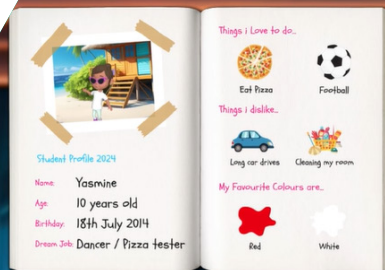 Student Profile 2024
Name: Yasmine
Age: 10 years old
Birthday: 18th July 2014
Dream Job: Dancer / Pizza tester
Things i Love to do..
Eat Pizza
Football
Things i dislike..
Long car drives
Cleaning my room
My Favourite Colours are..
Red
White